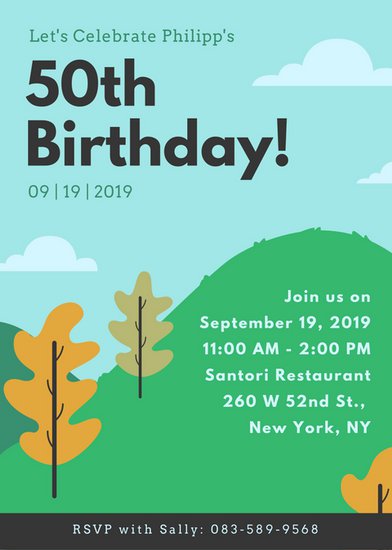 Let's Celebrate Philipp's
50th
Birthday!
09 | 19 | 2019
Join us on
September 19, 2019
11:00 AM - 2:00 PM
Santori Restaurant
260 W 52nd St.,
New York, NY
RSVP with Sally: 083-589-9568